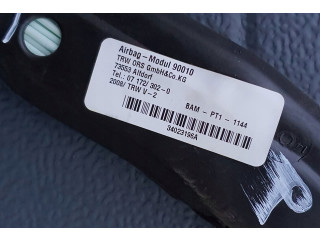 Airbag-Modul 90010
TRW ORS GmbH&Co.KG
73553 Alfdorf
Tel.: 07 172/ 302-0
2008/ TRW V-2
BAM - PT1 - 1144
34023196A